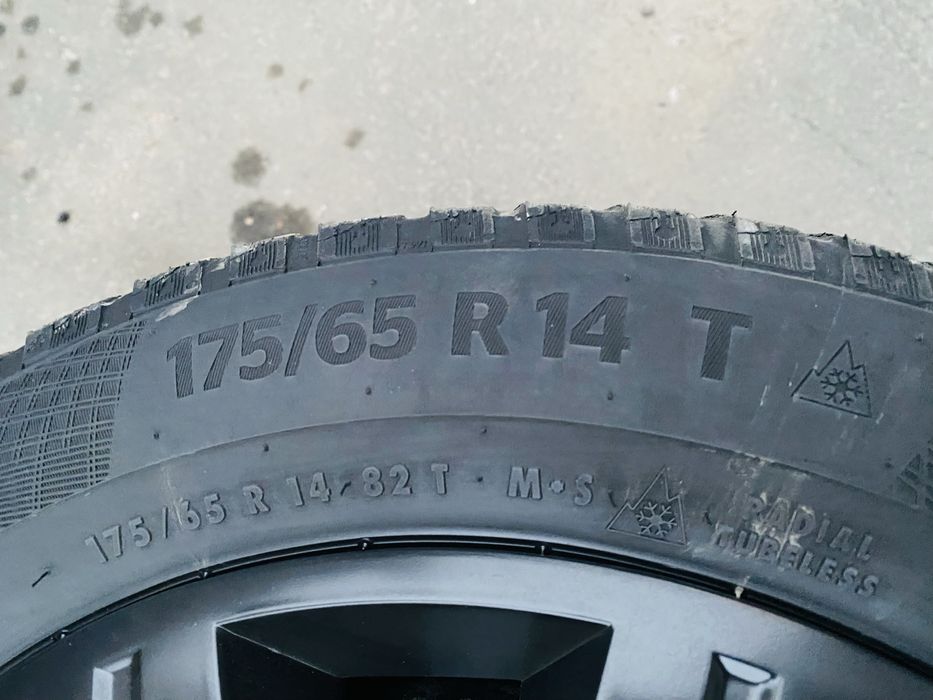 175/65 R 14 T
175/65 R 14 82 T M+S
RADIAL
TUBELESS